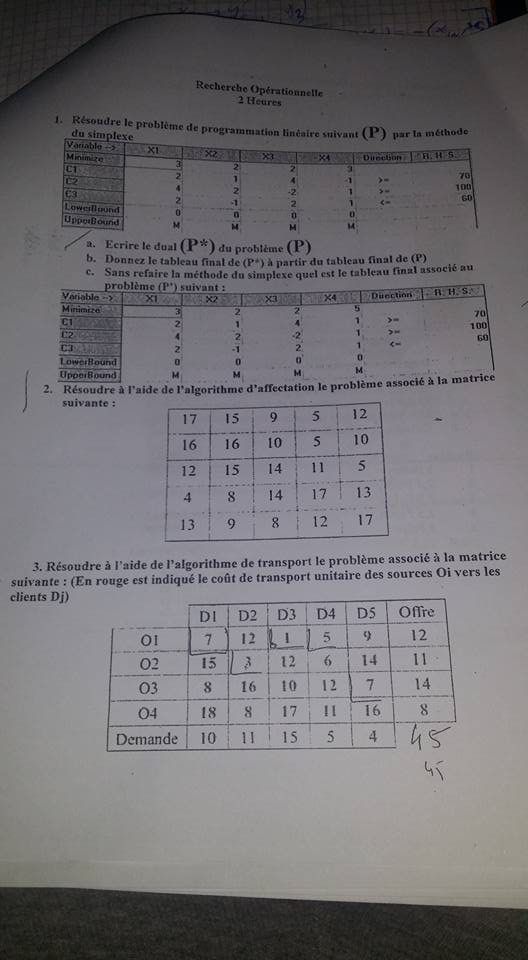 Recherche Opérationnelle
2 Heures
1. Résoudre le problème de programmation linéaire suivant (P) par la méthode
du simplexe
Variable --> X1 X2 X3 X4 Direction R. H. S.
Minimize 3 2 2 3
C1 2 1 4 -1 >= 70
C2 4 2 -2 1 >= 100
C3 2 -1 2 1 <= 60
LowerBound 0 0 0 0
UpperBound M M M M
a. Ecrire le dual (P*) du problème (P)
b. Donnez le tableau final de (P*) à partir du tableau final de (P)
c. Sans refaire la méthode du simplexe quel est le tableau final associé au
problème (P') suivant :
Variable --> X1 X2 X3 X4 Direction R. H. S.
Minimize 3 2 2 5
C1 2 1 4 1 >= 70
C2 4 2 -2 1 >= 100
C3 2 -1 2 1 <= 60
LowerBound 0 0 0 0
UpperBound M M M M
2. Résoudre à l'aide de l'algorithme d'affectation le problème associé à la matrice
suivante :
17 15 9 5 12
16 16 10 5 10
12 15 14 11 5
4 8 14 17 13
13 9 8 12 17
3. Résoudre à l'aide de l'algorithme de transport le problème associé à la matrice
suivante : (En rouge est indiqué le coût de transport unitaire des sources Oi vers les
clients Dj)
D1 D2 D3 D4 D5 Offre
O1 7 12 1 5 9 12
O2 15 3 12 6 14 11
O3 8 16 10 12 7 14
O4 18 8 17 11 16 8
Demande 10 11 15 5 4 45
45